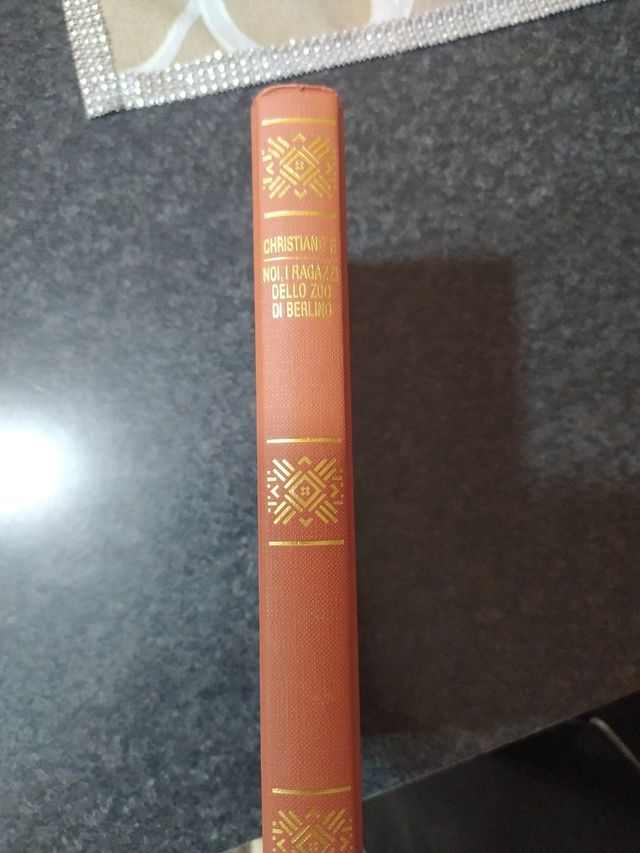 CHRISTIANE F.
NOI, I RAGAZZI
DELLO ZOO
DI BERLINO